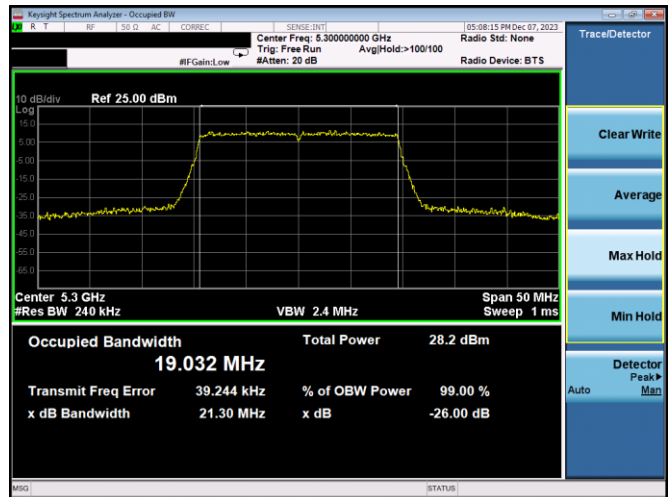 Keysight Spectrum Analyzer - Occupied BW
R T RF 50 Ω AC CORREC SENSE:INT 05:08:15 PM Dec 07, 2023
Center Freq: 5.300000000 GHz Radio Std: None
Trig: Free Run Avg|Hold:>100/100
#IFGain:Low #Atten: 20 dB Radio Device: BTS
Trace/Detector
10 dB/div Ref 25.00 dBm
Log
15.0
5.00
-5.00
-15.0
-25.0
-35.0
-45.0
-55.0
-65.0
Center 5.3 GHz Span 50 MHz
#Res BW 240 kHz VBW 2.4 MHz Sweep 1 ms
Occupied Bandwidth Total Power 28.2 dBm
19.032 MHz
Transmit Freq Error 39.244 kHz % of OBW Power 99.00 %
x dB Bandwidth 21.30 MHz x dB -26.00 dB
Clear Write
Average
Max Hold
Min Hold
Detector
Peak▶
Auto Man
MSG STATUS